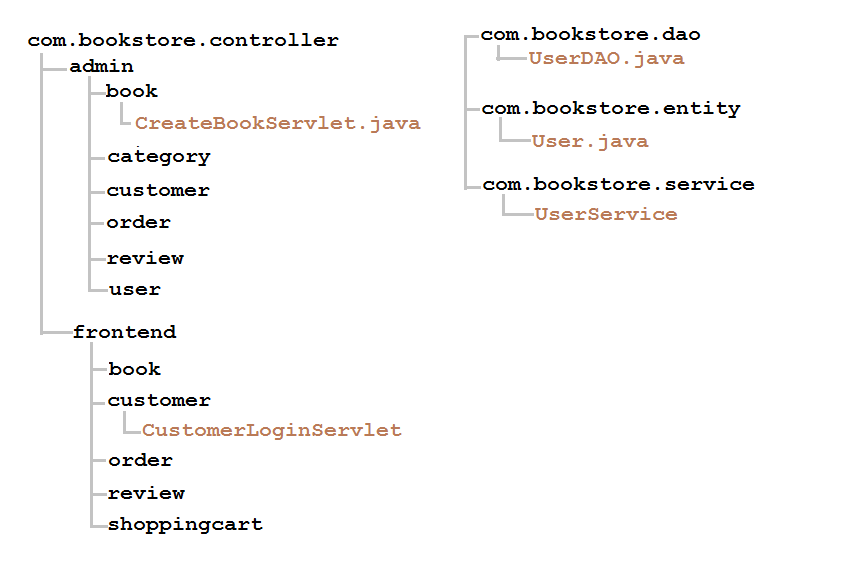 com.bookstore.controller
admin
book
CreateBookServlet.java
category
customer
order
review
user
frontend
book
customer
CustomerLoginServlet
order
review
shoppingcart
com.bookstore.dao
UserDAO.java
com.bookstore.entity
User.java
com.bookstore.service
UserService